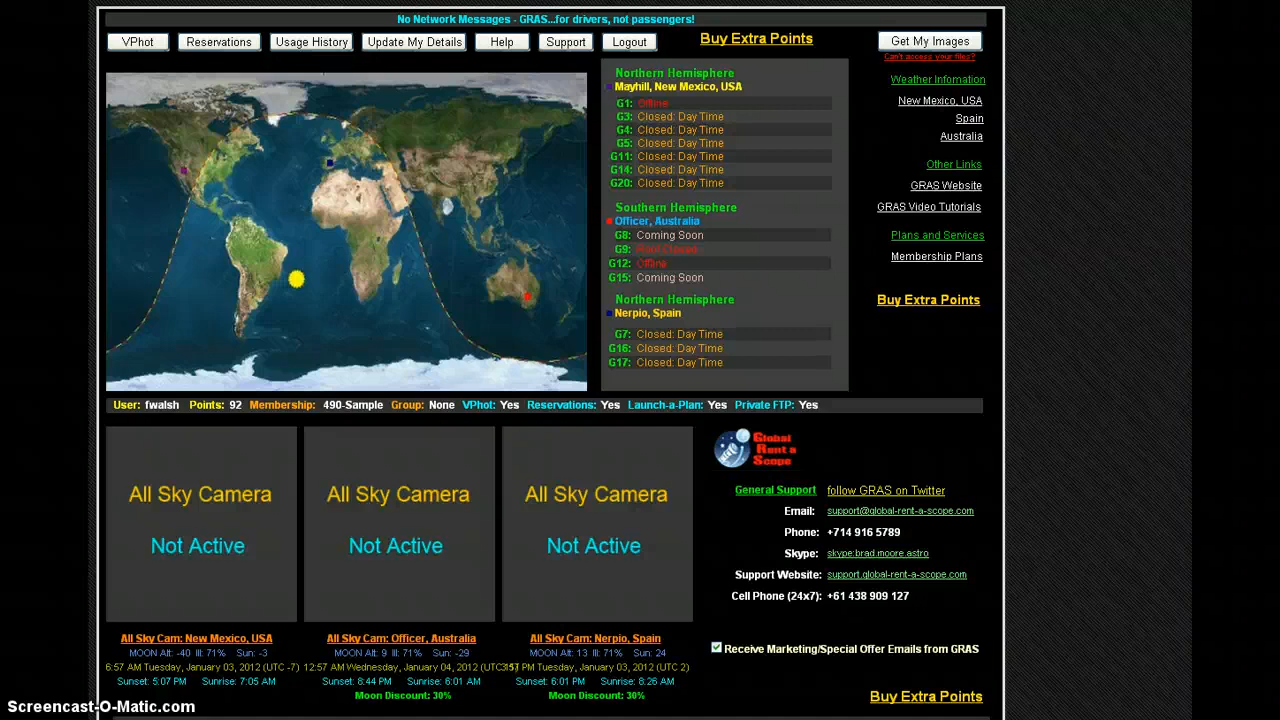 No Network Messages - GRAS...for drivers, not passengers!
VPhot
Reservations
Usage History
Update My Details
Help
Support
Logout
Buy Extra Points
Get My Images
Can't access your files?
Northern Hemisphere
Mayhill, New Mexico, USA
G1: Offline
G3: Closed: Day Time
G4: Closed: Day Time
G5: Closed: Day Time
G11: Closed: Day Time
G14: Closed: Day Time
G20: Closed: Day Time
Southern Hemisphere
Officer, Australia
G8: Coming Soon
G9: Roof Closed
G12: Offline
G15: Coming Soon
Northern Hemisphere
Nerpio, Spain
G7: Closed: Day Time
G16: Closed: Day Time
G17: Closed: Day Time
Weather Infomation
New Mexico, USA
Spain
Australia
Other Links
GRAS Website
GRAS Video Tutorials
Plans and Services
Membership Plans
Buy Extra Points
User: fwalsh Points: 92 Membership: 490-Sample Group: None VPhot: Yes Reservations: Yes Launch-a-Plan: Yes Private FTP: Yes
All Sky Camera
Not Active
All Sky Camera
Not Active
All Sky Camera
Not Active
All Sky Cam: New Mexico, USA
MOON Alt: -40 Ill: 71% Sun: -3
6:57 AM Tuesday, January 03, 2012 (UTC -7)
Sunset: 5:07 PM Sunrise: 7:05 AM
All Sky Cam: Officer, Australia
MOON Alt: 9 Ill: 71% Sun: -29
12:57 AM Wednesday, January 04, 2012 (UTC
Sunset: 8:44 PM Sunrise: 6:01 AM
Moon Discount: 30%
All Sky Cam: Nerpio, Spain
MOON Alt: 13 Ill: 71% Sun: 24
PM Tuesday, January 03, 2012 (UTC 2)
Sunset: 6:01 PM Sunrise: 8:26 AM
Moon Discount: 30%
Global
Rent a
Scope
General Support follow GRAS on Twitter
Email: support@global-rent-a-scope.com
Phone: +714 916 5789
Skype: skype:brad.moore.astro
Support Website: support.global-rent-a-scope.com
Cell Phone (24x7): +61 438 909 127
Receive Marketing/Special Offer Emails from GRAS
Buy Extra Points
Screencast-O-Matic.com